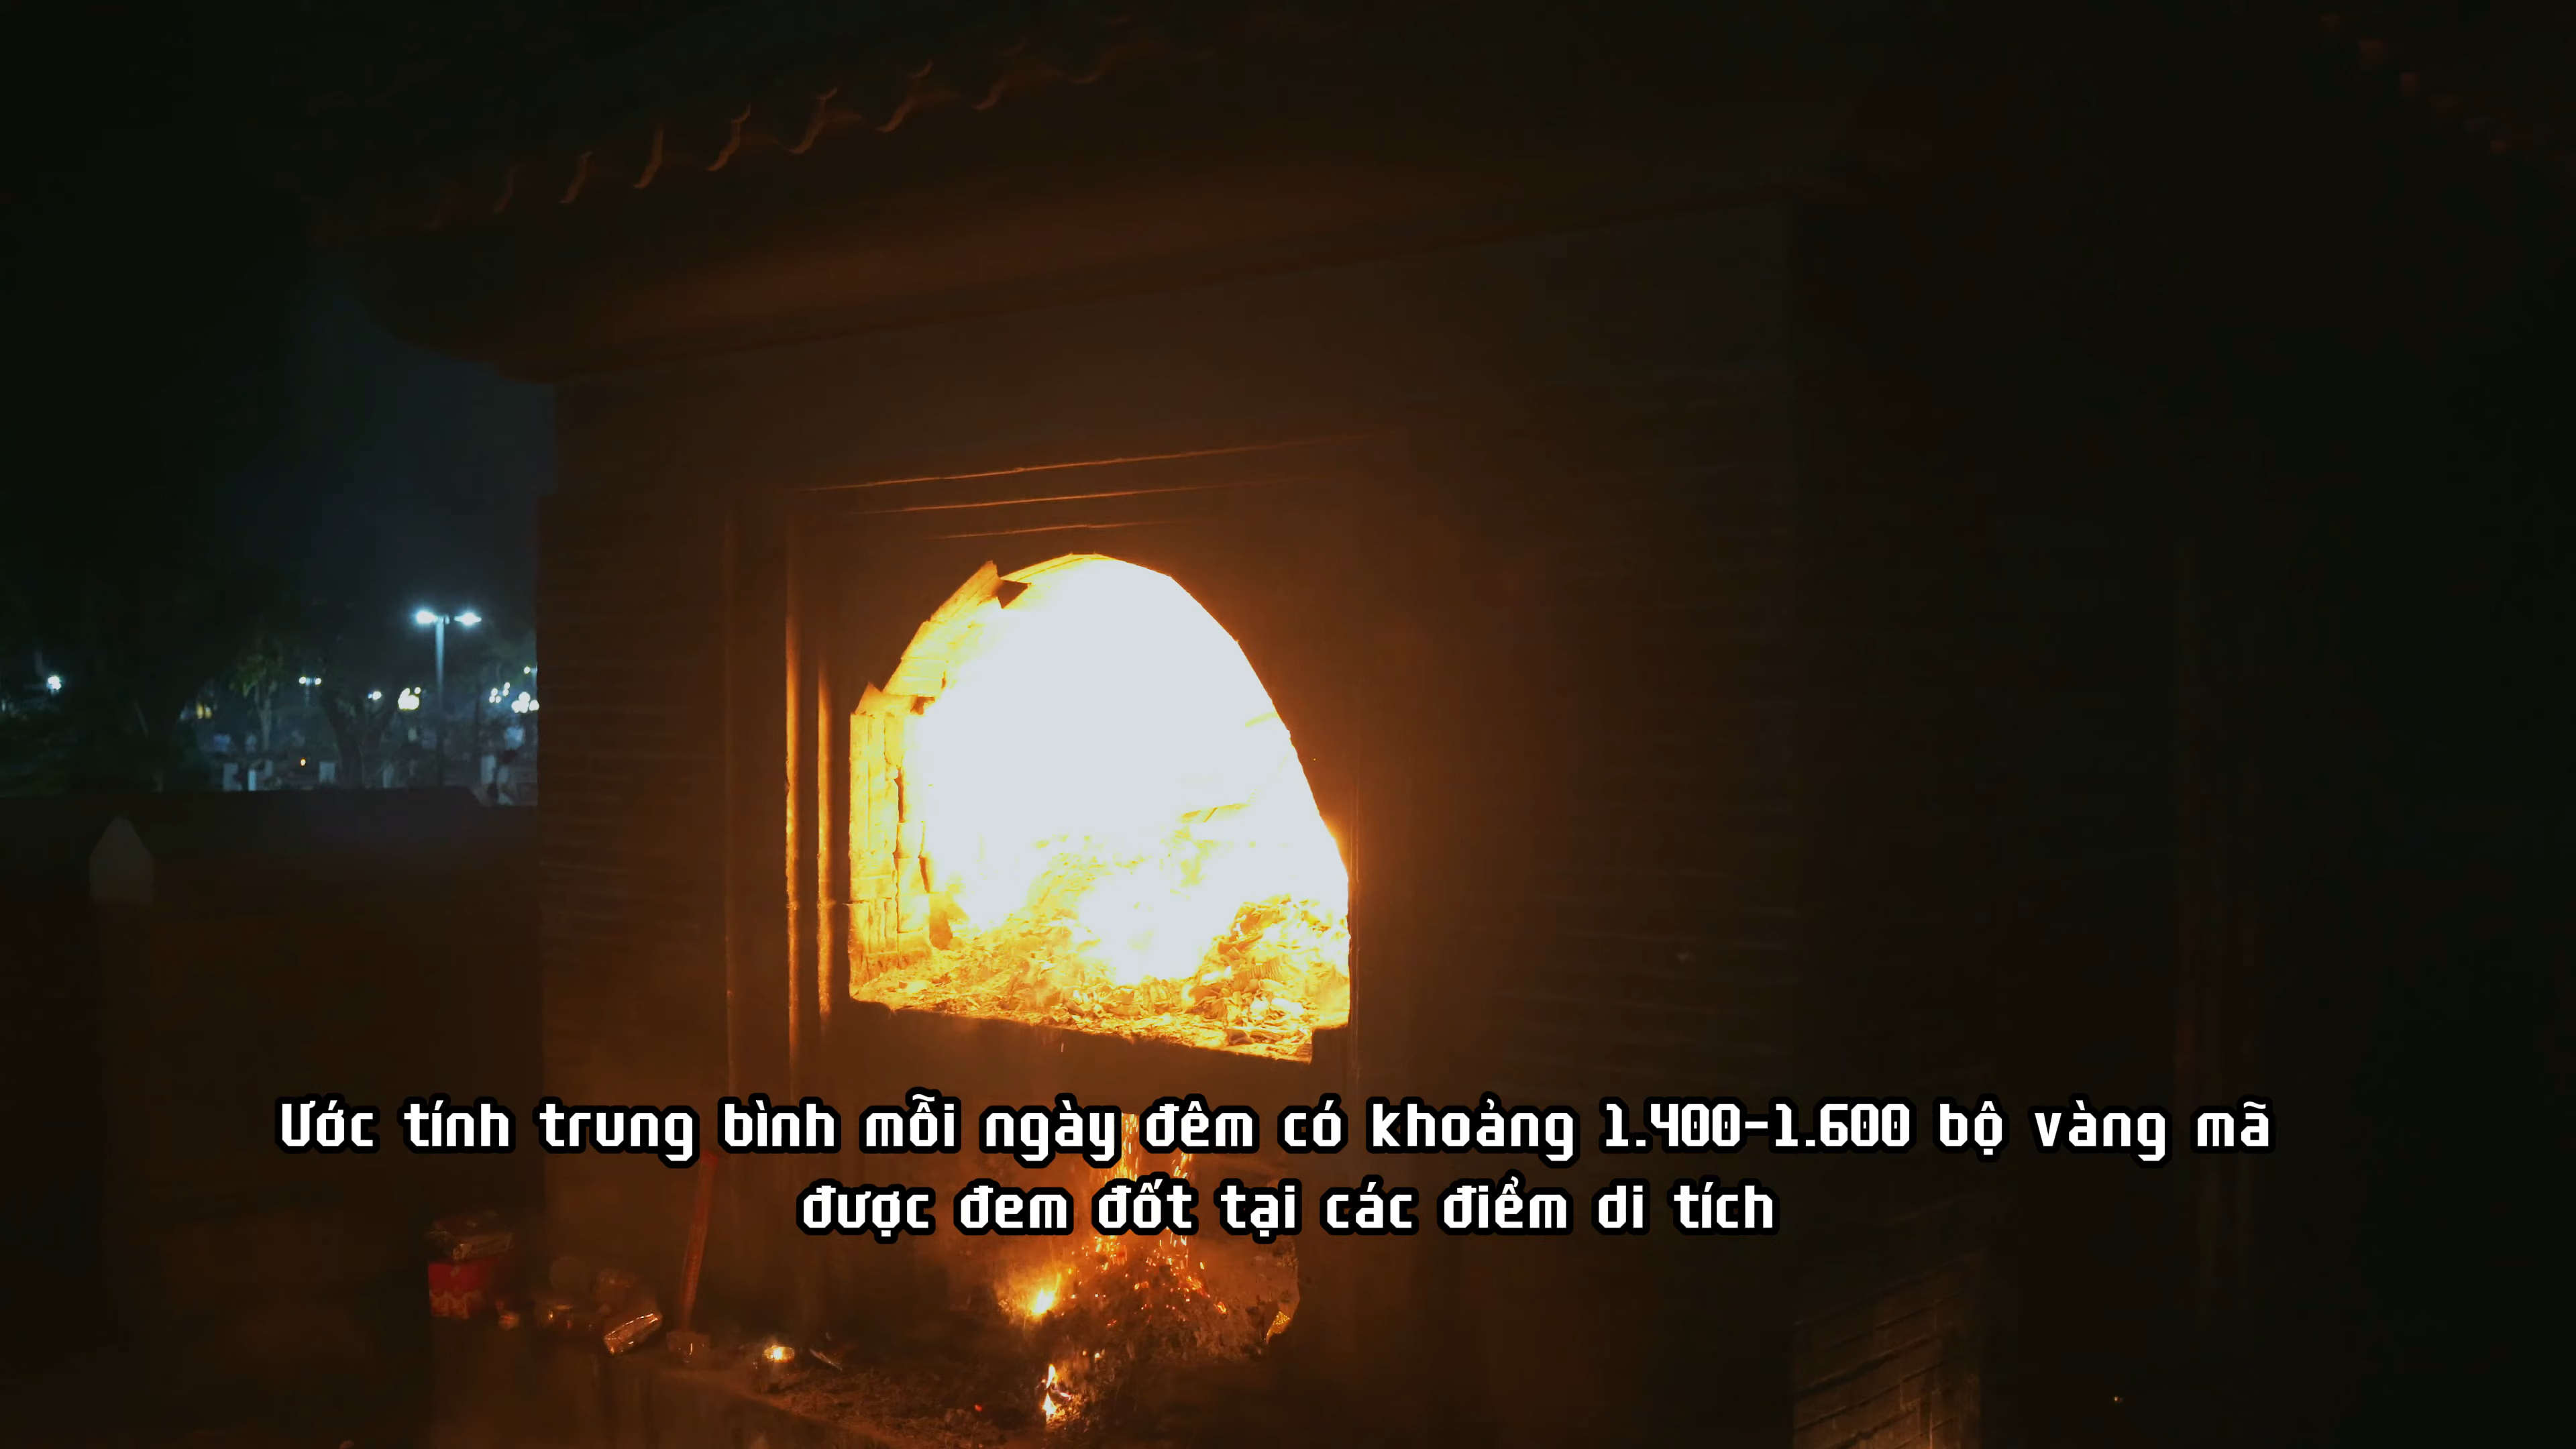 Ước tính trung bình mỗi ngày đêm có khoảng 1.400-1.600 bộ vàng mã
được đem đốt tại các điểm di tích